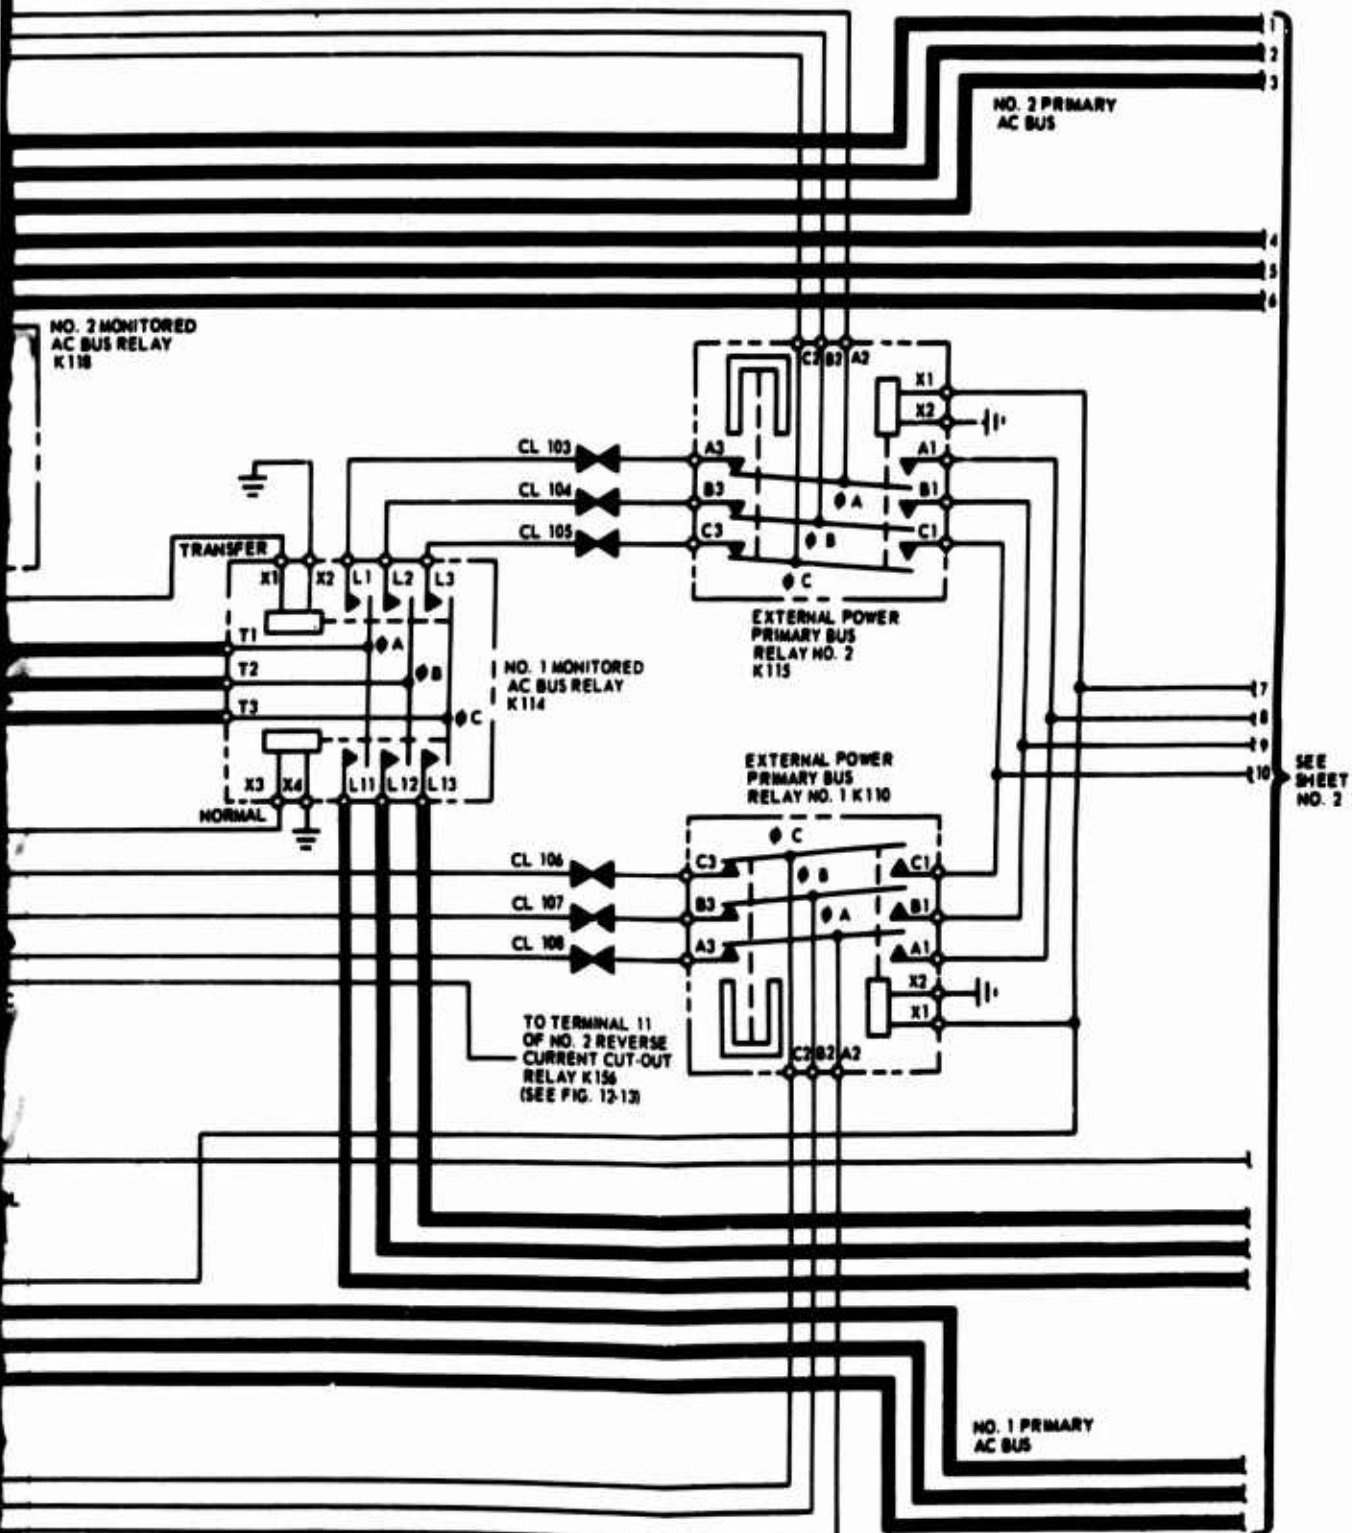 1
2
3
NO. 2 PRIMARY
AC BUS
4
5
6
NO. 2 MONITORED
AC BUS RELAY
K118
C2 B2 A2
X1
X2
CL 103 A3 A1
CL 104 B3 B1
ϕ A
CL 105 C3 C1
ϕ B
ϕ C
EXTERNAL POWER
PRIMARY BUS
RELAY NO. 2
K115
TRANSFER
X1 X2 L1 L2 L3
T1 ϕ A
T2 ϕ B
T3 ϕ C
NO. 1 MONITORED
AC BUS RELAY
K114
X3 X4 L11 L12 L13
NORMAL
7
8
9
10
SEE
SHEET
NO. 2
EXTERNAL POWER
PRIMARY BUS
RELAY NO. 1 K110
ϕ C
CL 106 C3 C1
ϕ B
CL 107 B3 B1
ϕ A
CL 108 A3 A1
X2
X1
C2 B2 A2
TO TERMINAL 11
OF NO. 2 REVERSE
CURRENT CUT-OUT
RELAY K156
(SEE FIG. 12-13)
NO. 1 PRIMARY
AC BUS